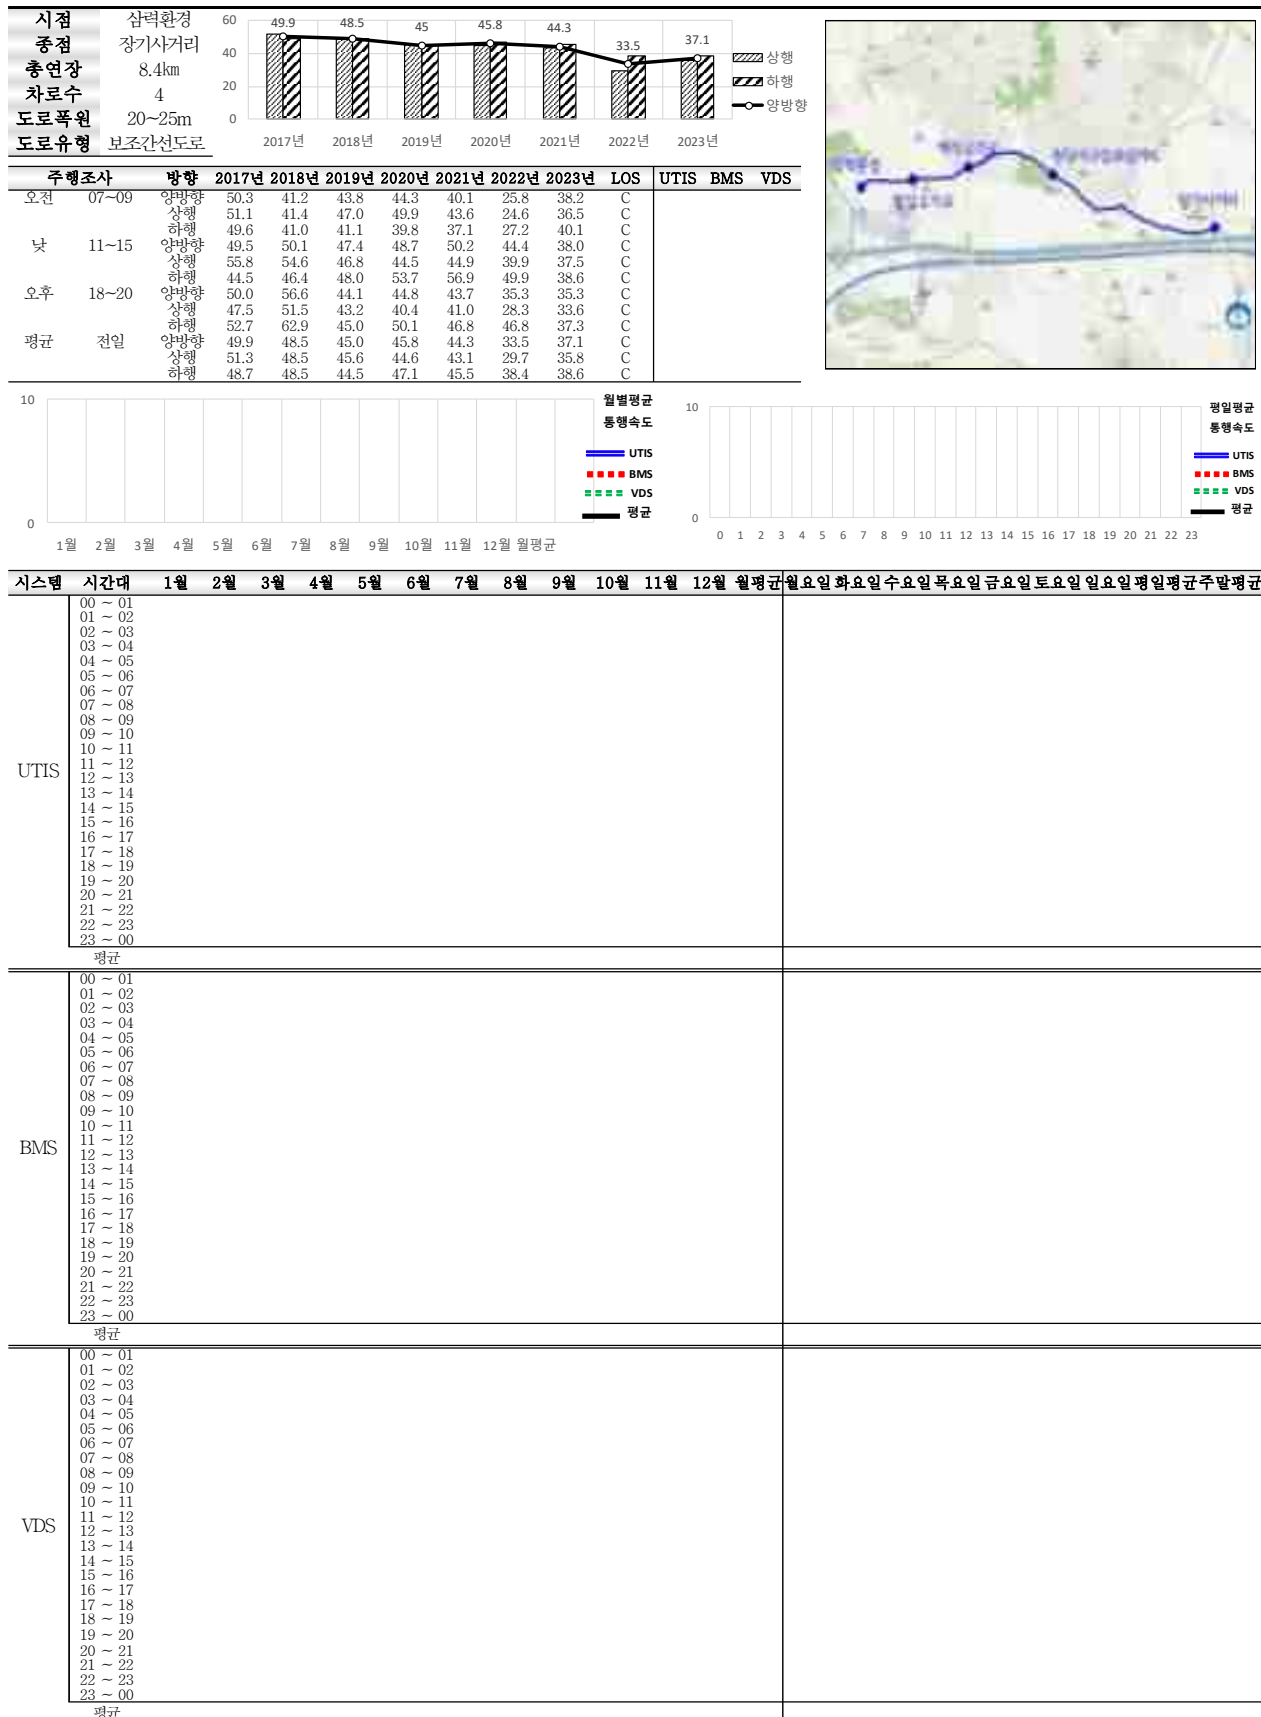 시점 삼력환경
종점 장기사거리
총연장 8.4km
차로수 4
도로폭원 20~25m
도로유형 보조간선도로
60
40
20
0
49.9 48.5 45 45.8 44.3 33.5 37.1
2017년 2018년 2019년 2020년 2021년 2022년 2023년
상행
하행
양방향
주행조사 방향 2017년 2018년 2019년 2020년 2021년 2022년 2023년 LOS UTIS BMS VDS
오전 07~09 양방향 50.3 41.2 43.8 44.3 40.1 25.8 38.2 C
상행 51.1 41.4 47.0 49.9 43.6 24.6 36.5 C
하행 49.6 41.0 41.1 39.8 37.1 27.2 40.1 C
낮 11~15 양방향 49.5 50.1 47.4 48.7 50.2 44.4 38.0 C
상행 55.8 54.6 46.8 44.5 44.9 39.9 37.5 C
하행 44.5 46.4 48.0 53.7 56.9 49.9 38.6 C
오후 18~20 양방향 50.0 56.6 44.1 44.8 43.7 35.3 35.3 C
상행 47.5 51.5 43.2 40.4 41.0 28.3 33.6 C
하행 52.7 62.9 45.0 50.1 46.8 46.8 37.3 C
평균 전일 양방향 49.9 48.5 45.0 45.8 44.3 33.5 37.1 C
상행 51.3 48.5 45.6 44.6 43.1 29.7 35.8 C
하행 48.7 48.5 44.5 47.1 45.5 38.4 38.6 C
10
0
1월 2월 3월 4월 5월 6월 7월 8월 9월 10월 11월 12월 월평균
월별평균
통행속도
UTIS
BMS
VDS
평균
10
0
0 1 2 3 4 5 6 7 8 9 10 11 12 13 14 15 16 17 18 19 20 21 22 23
평일평균
통행속도
UTIS
BMS
VDS
평균
시스템 시간대 1월 2월 3월 4월 5월 6월 7월 8월 9월 10월 11월 12월 월평균 월요일 화요일 수요일 목요일 금요일 토요일 일요일 평일평균 주말평균
UTIS
00 ~ 01
01 ~ 02
02 ~ 03
03 ~ 04
04 ~ 05
05 ~ 06
06 ~ 07
07 ~ 08
08 ~ 09
09 ~ 10
10 ~ 11
11 ~ 12
12 ~ 13
13 ~ 14
14 ~ 15
15 ~ 16
16 ~ 17
17 ~ 18
18 ~ 19
19 ~ 20
20 ~ 21
21 ~ 22
22 ~ 23
23 ~ 00
평균
BMS
00 ~ 01
01 ~ 02
02 ~ 03
03 ~ 04
04 ~ 05
05 ~ 06
06 ~ 07
07 ~ 08
08 ~ 09
09 ~ 10
10 ~ 11
11 ~ 12
12 ~ 13
13 ~ 14
14 ~ 15
15 ~ 16
16 ~ 17
17 ~ 18
18 ~ 19
19 ~ 20
20 ~ 21
21 ~ 22
22 ~ 23
23 ~ 00
평균
VDS
00 ~ 01
01 ~ 02
02 ~ 03
03 ~ 04
04 ~ 05
05 ~ 06
06 ~ 07
07 ~ 08
08 ~ 09
09 ~ 10
10 ~ 11
11 ~ 12
12 ~ 13
13 ~ 14
14 ~ 15
15 ~ 16
16 ~ 17
17 ~ 18
18 ~ 19
19 ~ 20
20 ~ 21
21 ~ 22
22 ~ 23
23 ~ 00
평균